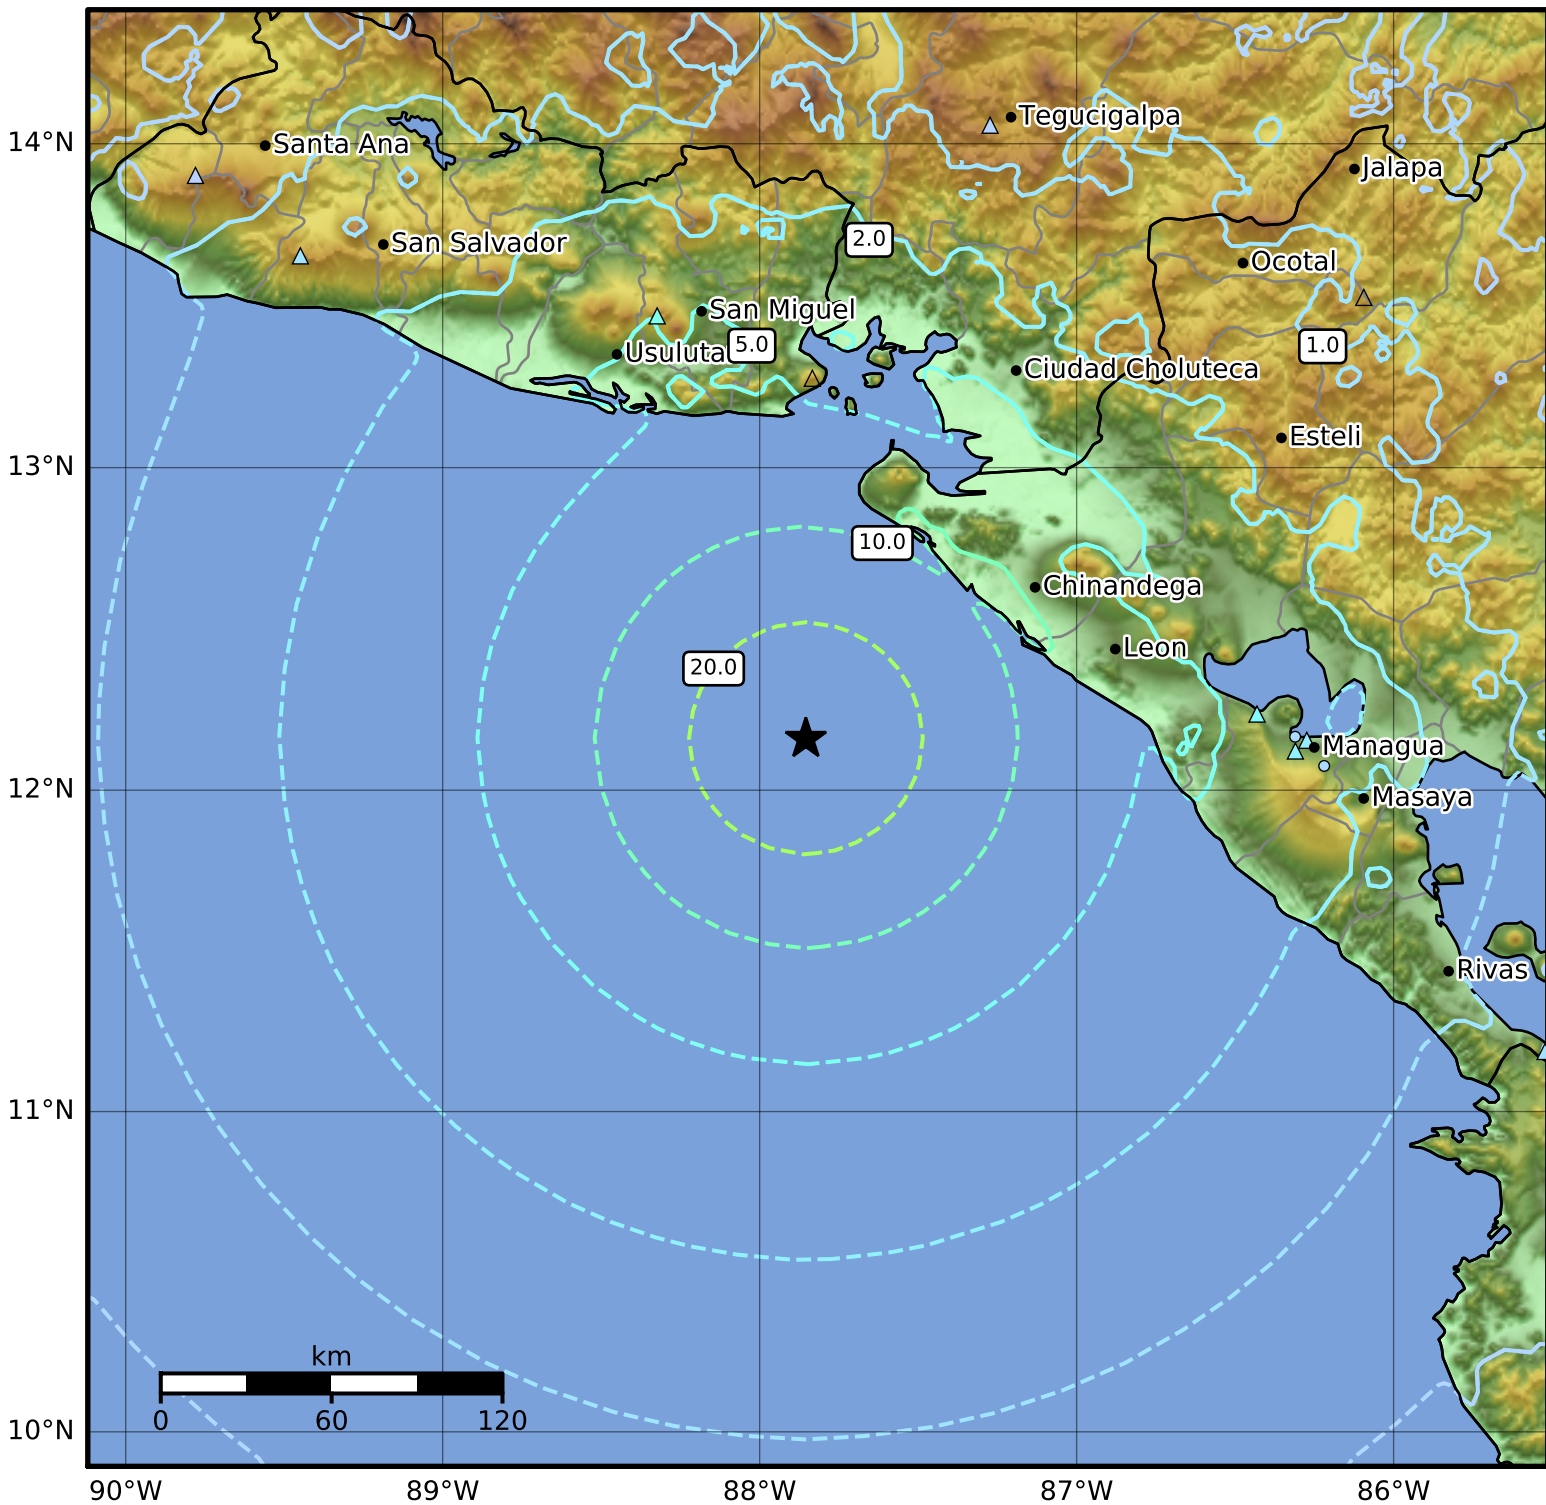 Tegucigalpa
14°N
Santa Ana
Jalapa
San Salvador
2.0
Ocotal
San Miguel
Usuluta
5.0
1.0
Ciudad Choluteca
Esteli
13°N
10.0
Chinandega
Leon
20.0
Managua
12°N
Masaya
Rivas
11°N
km
0
60
120
10°N
90°W
89°W
88°W
87°W
86°W